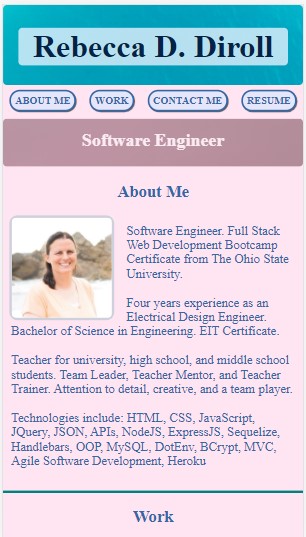 Rebecca D. Diroll
ABOUT ME
WORK
CONTACT ME
RESUME
Software Engineer
About Me
Software Engineer. Full Stack
Web Development Bootcamp
Certificate from The Ohio State
University.
Four years experience as an
Electrical Design Engineer.
Bachelor of Science in Engineering. EIT Certificate.
Teacher for university, high school, and middle school
students. Team Leader, Teacher Mentor, and Teacher
Trainer. Attention to detail, creative, and a team player.
Technologies include: HTML, CSS, JavaScript,
JQuery, JSON, APIs, NodeJS, ExpressJS, Sequelize,
Handlebars, OOP, MySQL, DotEnv, BCrypt, MVC,
Agile Software Development, Heroku
Work